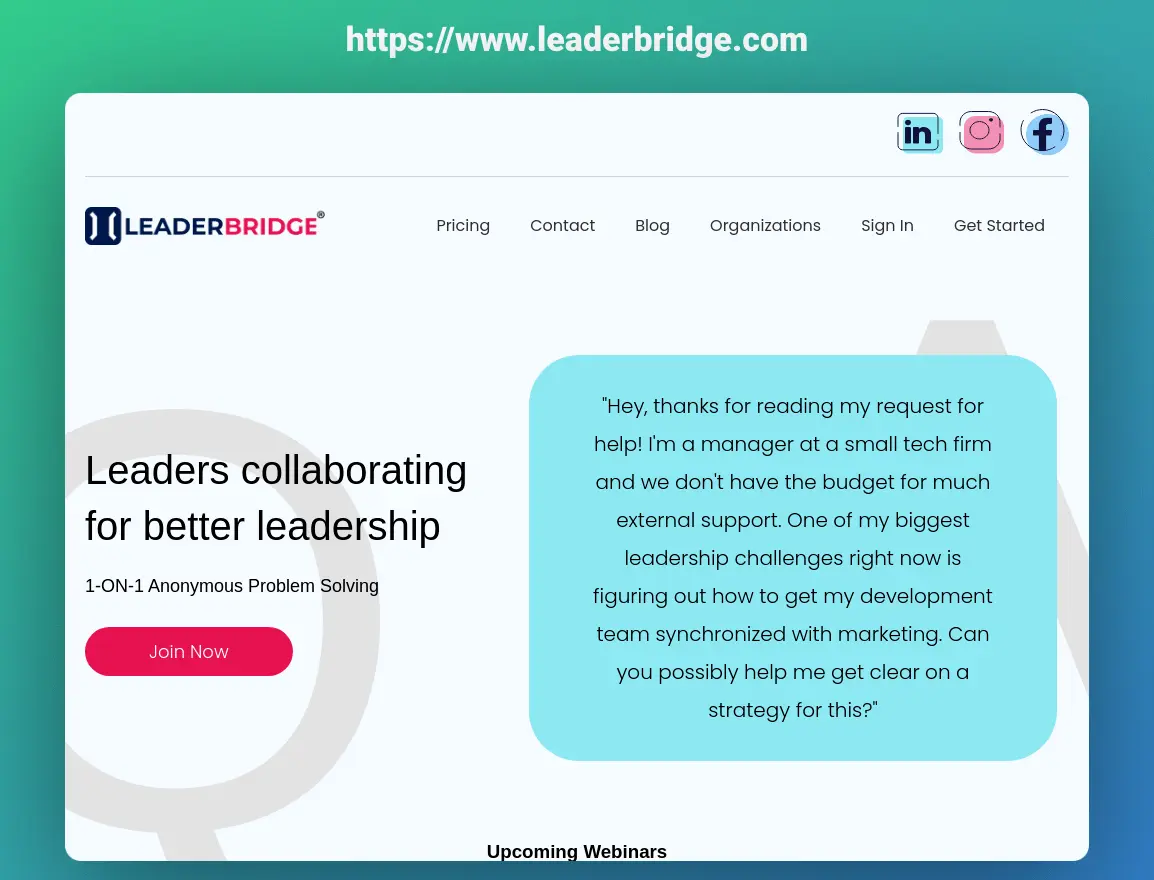 https://www.leaderbridge.com
in
f
LEADERBRIDGE®
Pricing Contact Blog Organizations Sign In Get Started
Q
A
Leaders collaborating
for better leadership
1-ON-1 Anonymous Problem Solving
Join Now
"Hey, thanks for reading my request for
help! I'm a manager at a small tech firm
and we don't have the budget for much
external support. One of my biggest
leadership challenges right now is
figuring out how to get my development
team synchronized with marketing. Can
you possibly help me get clear on a
strategy for this?"
Upcoming Webinars